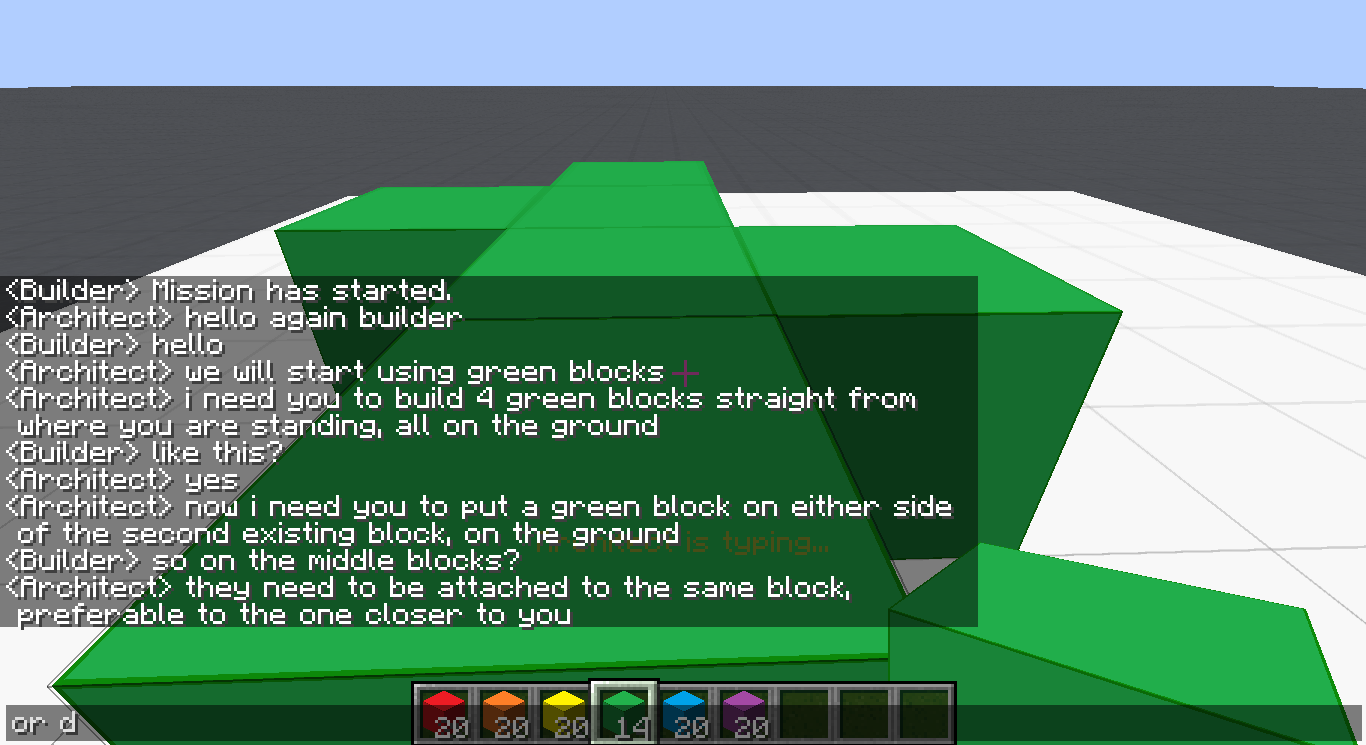 <Builder> Mission has started.
<Architect> hello again builder
<Builder> hello
<Architect> we will start using green blocks
<Architect> i need you to build 4 green blocks straight from
where you are standing, all on the ground
<Builder> like this?
<Architect> yes
<Architect> now i need you to put a green block on either side
of the second existing block, on the ground
Architect is typing...
<Builder> so on the middle blocks?
<Architect> they need to be attached to the same block,
preferable to the one closer to you
or d
20 20 20 14 20 20